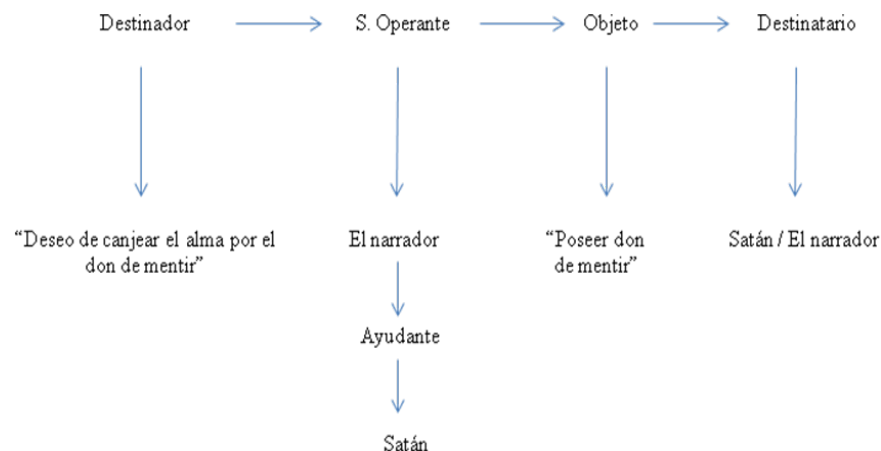 Destinador S. Operante Objeto Destinatario
“Deseo de canjear el alma por el
don de mentir”
El narrador
“Poseer don
de mentir”
Satán / El narrador
Ayudante
Satán